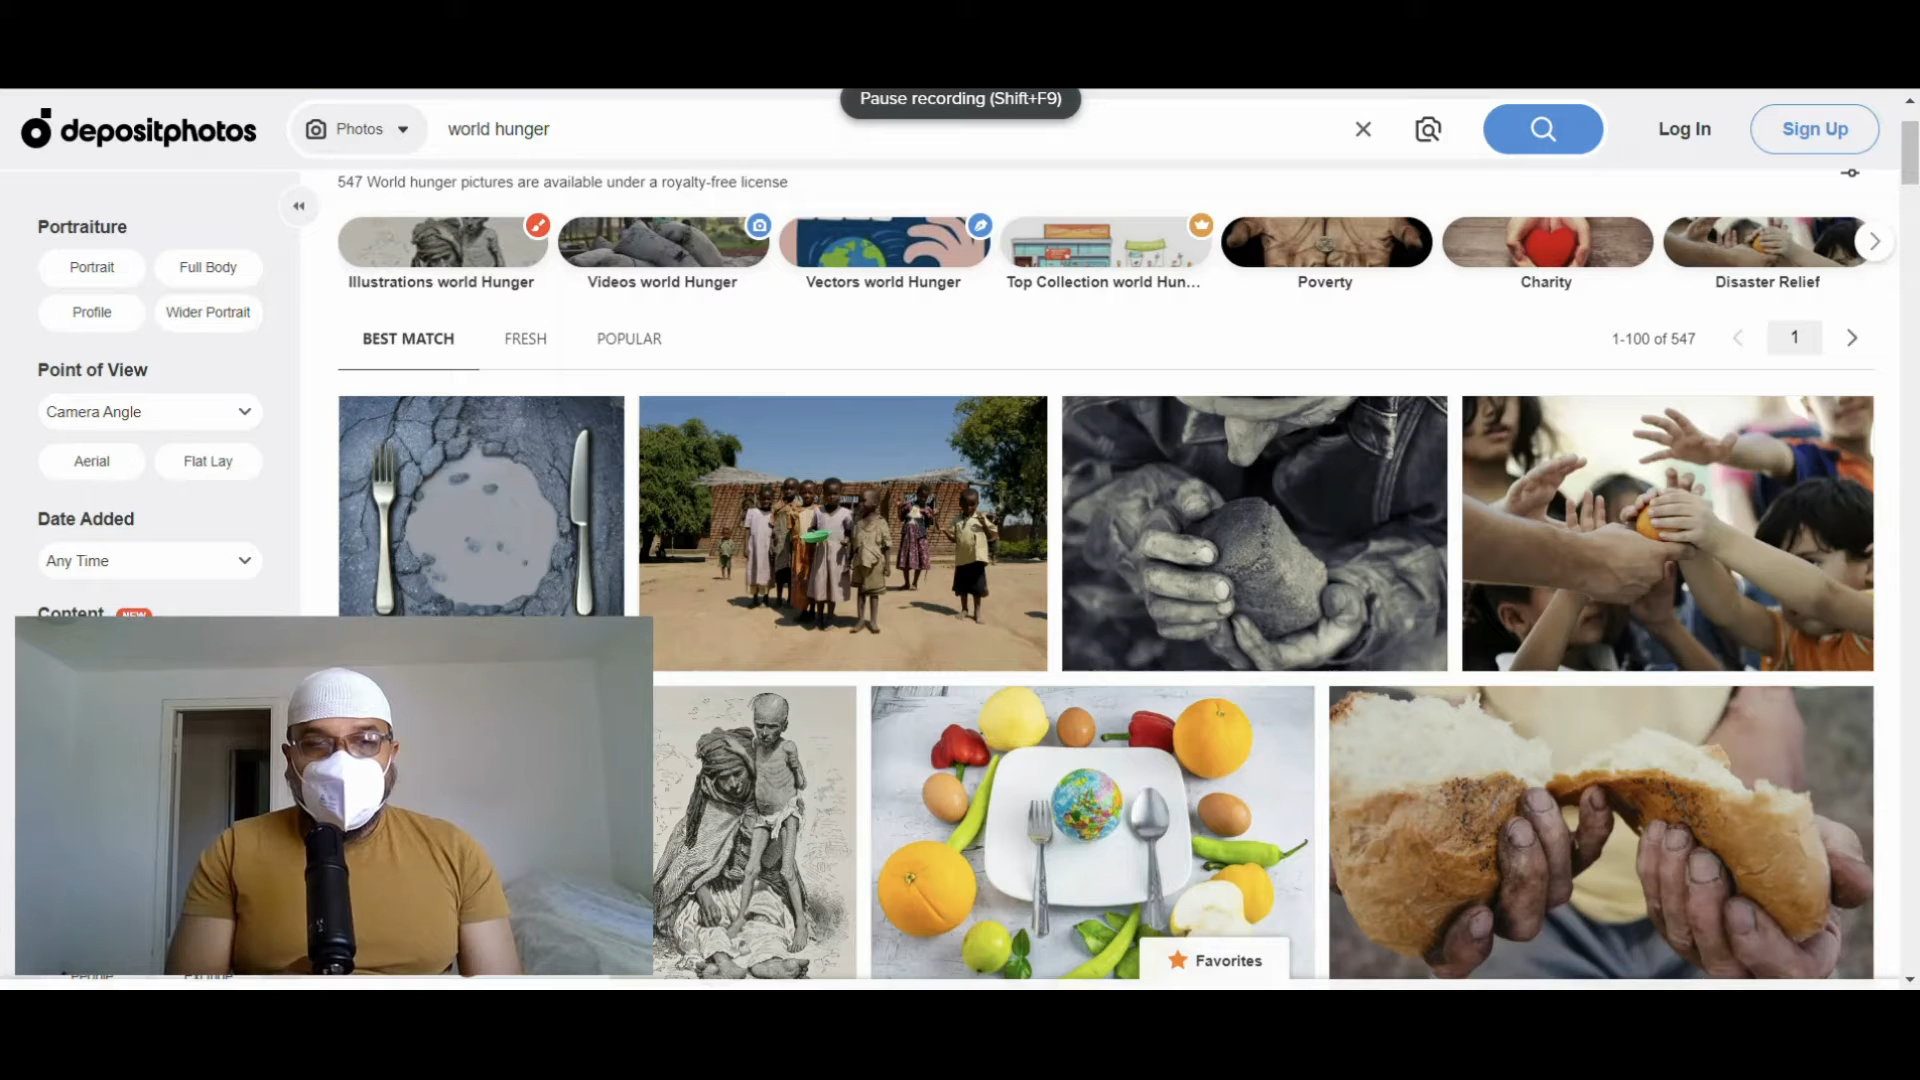 Pause recording (Shift+F9)
depositphotos
Photos
world hunger
Log In
Sign Up
547 World hunger pictures are available under a royalty-free license
Portraiture
Portrait
Full Body
Profile
Wider Portrait
Point of View
Camera Angle
Aerial
Flat Lay
Date Added
Any Time
Content NEW
Illustrations world Hunger
Videos world Hunger
Vectors world Hunger
Top Collection world Hun...
Poverty
Charity
Disaster Relief
BEST MATCH
FRESH
POPULAR
1-100 of 547
1
Favorites